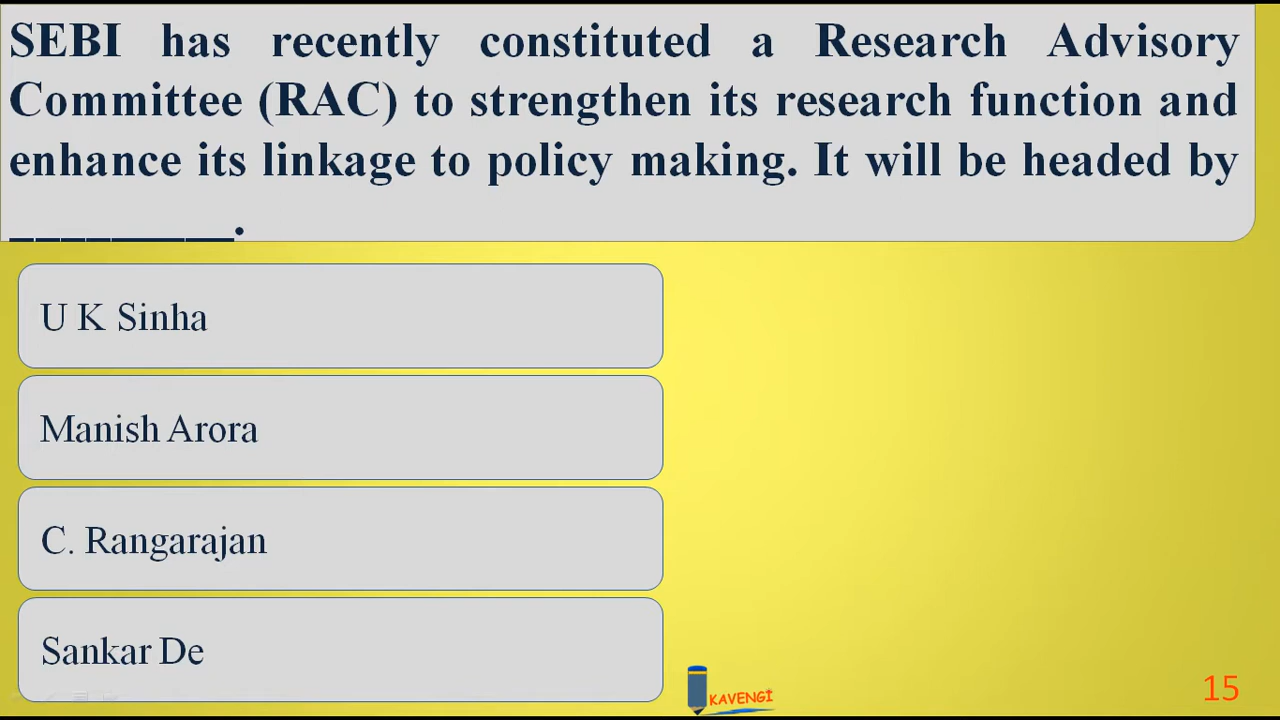 SEBI has recently constituted a Research Advisory
Committee (RAC) to strengthen its research function and
enhance its linkage to policy making. It will be headed by
_________.
U K Sinha
Manish Arora
C. Rangarajan
Sankar De
KAVENGI
15